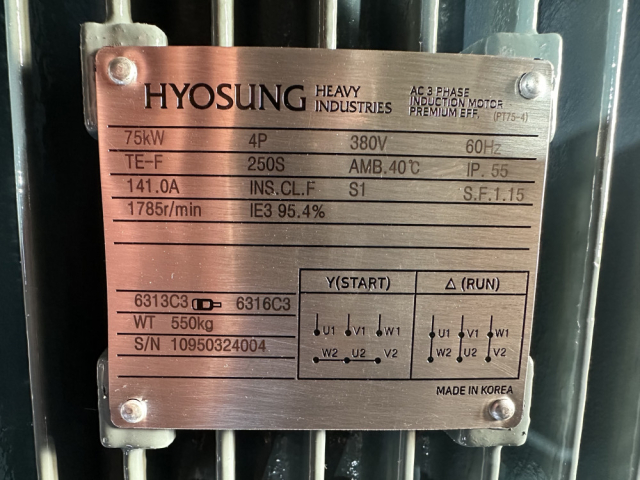 HYOSUNG HEAVY INDUSTRIES
AC 3 PHASE
INDUCTION MOTOR
PREMIUM EFF. (PT75-4)
75kW 4P 380V 60Hz
TE-F 250S AMB.40℃ IP. 55
141.0A INS.CL.F S1 S.F.1.15
1785r/min IE3 95.4%
6313C3 6316C3
WT 550kg
S/N 10950324004
Y(START) Δ (RUN)
U1 V1 W1 U1 V1 W1
W2 U2 V2 W2 U2 V2
MADE IN KOREA